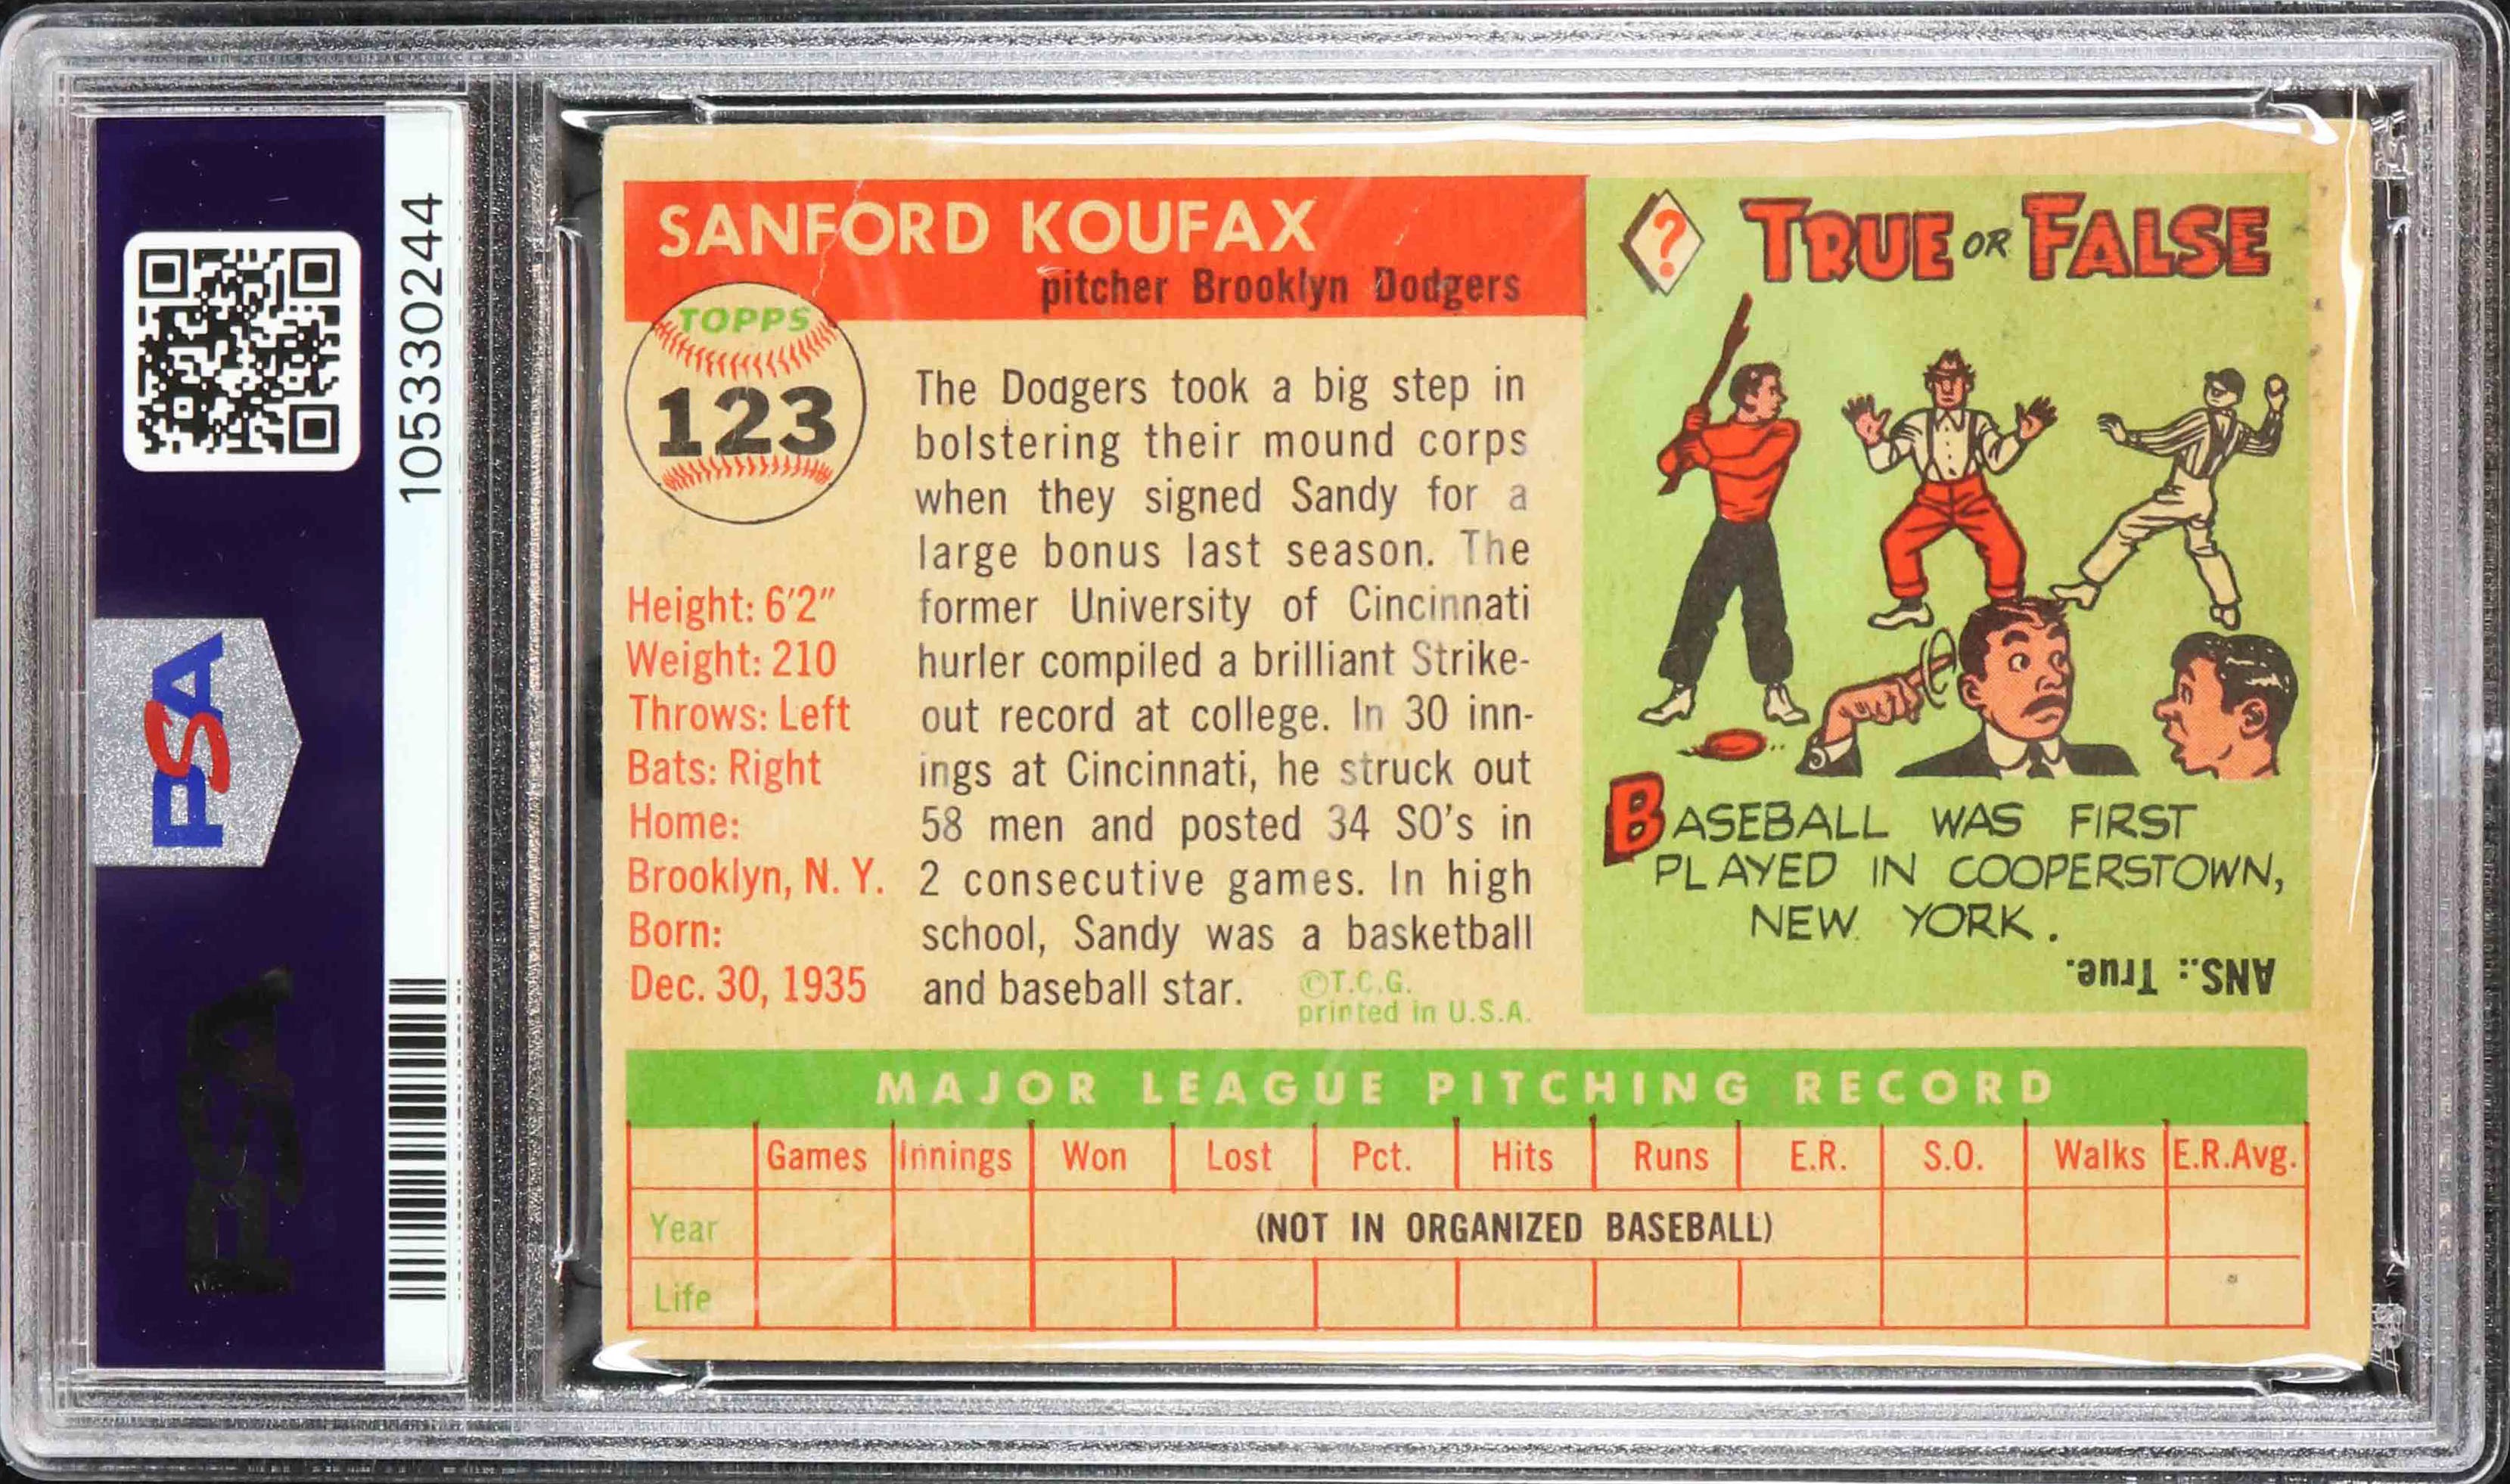 105330244
PSA
PSA
SANFORD KOUFAX
pitcher Brooklyn Dodgers
TOPPS
123
Height: 6'2"
Weight: 210
Throws: Left
Bats: Right
Home:
Brooklyn, N. Y.
Born:
Dec. 30, 1935
The Dodgers took a big step in
bolstering their mound corps
when they signed Sandy for a
large bonus last season. The
former University of Cincinnati
hurler compiled a brilliant Strike-
out record at college. In 30 inn-
ings at Cincinnati, he struck out
58 men and posted 34 SO's in
2 consecutive games. In high
school, Sandy was a basketball
and baseball star.
©T.C.G.
printed in U.S.A.
? TRUE OR FALSE
BASEBALL WAS FIRST
PLAYED IN COOPERSTOWN,
NEW YORK.
ANS.: True.
MAJOR LEAGUE PITCHING RECORD
Games Innings Won Lost Pct. Hits Runs E.R. S.O. Walks E.R.Avg.
Year (NOT IN ORGANIZED BASEBALL)
Life